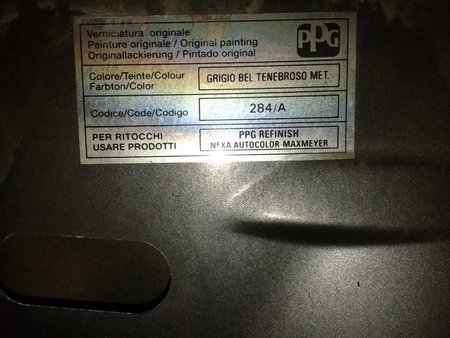 Verniciatura originale
Peinture originale / Original painting
Originallackierung / Pintado original
PPG
Colore/Teinte/Colour
Farbton/Color
GRIGIO BEL TENEBROSO MET.
Codice/Code/Codigo
284/A
PER RITOCCHI
USARE PRODOTTI
PPG REFINISH
NEXA AUTOCOLOR-MAXMEYER